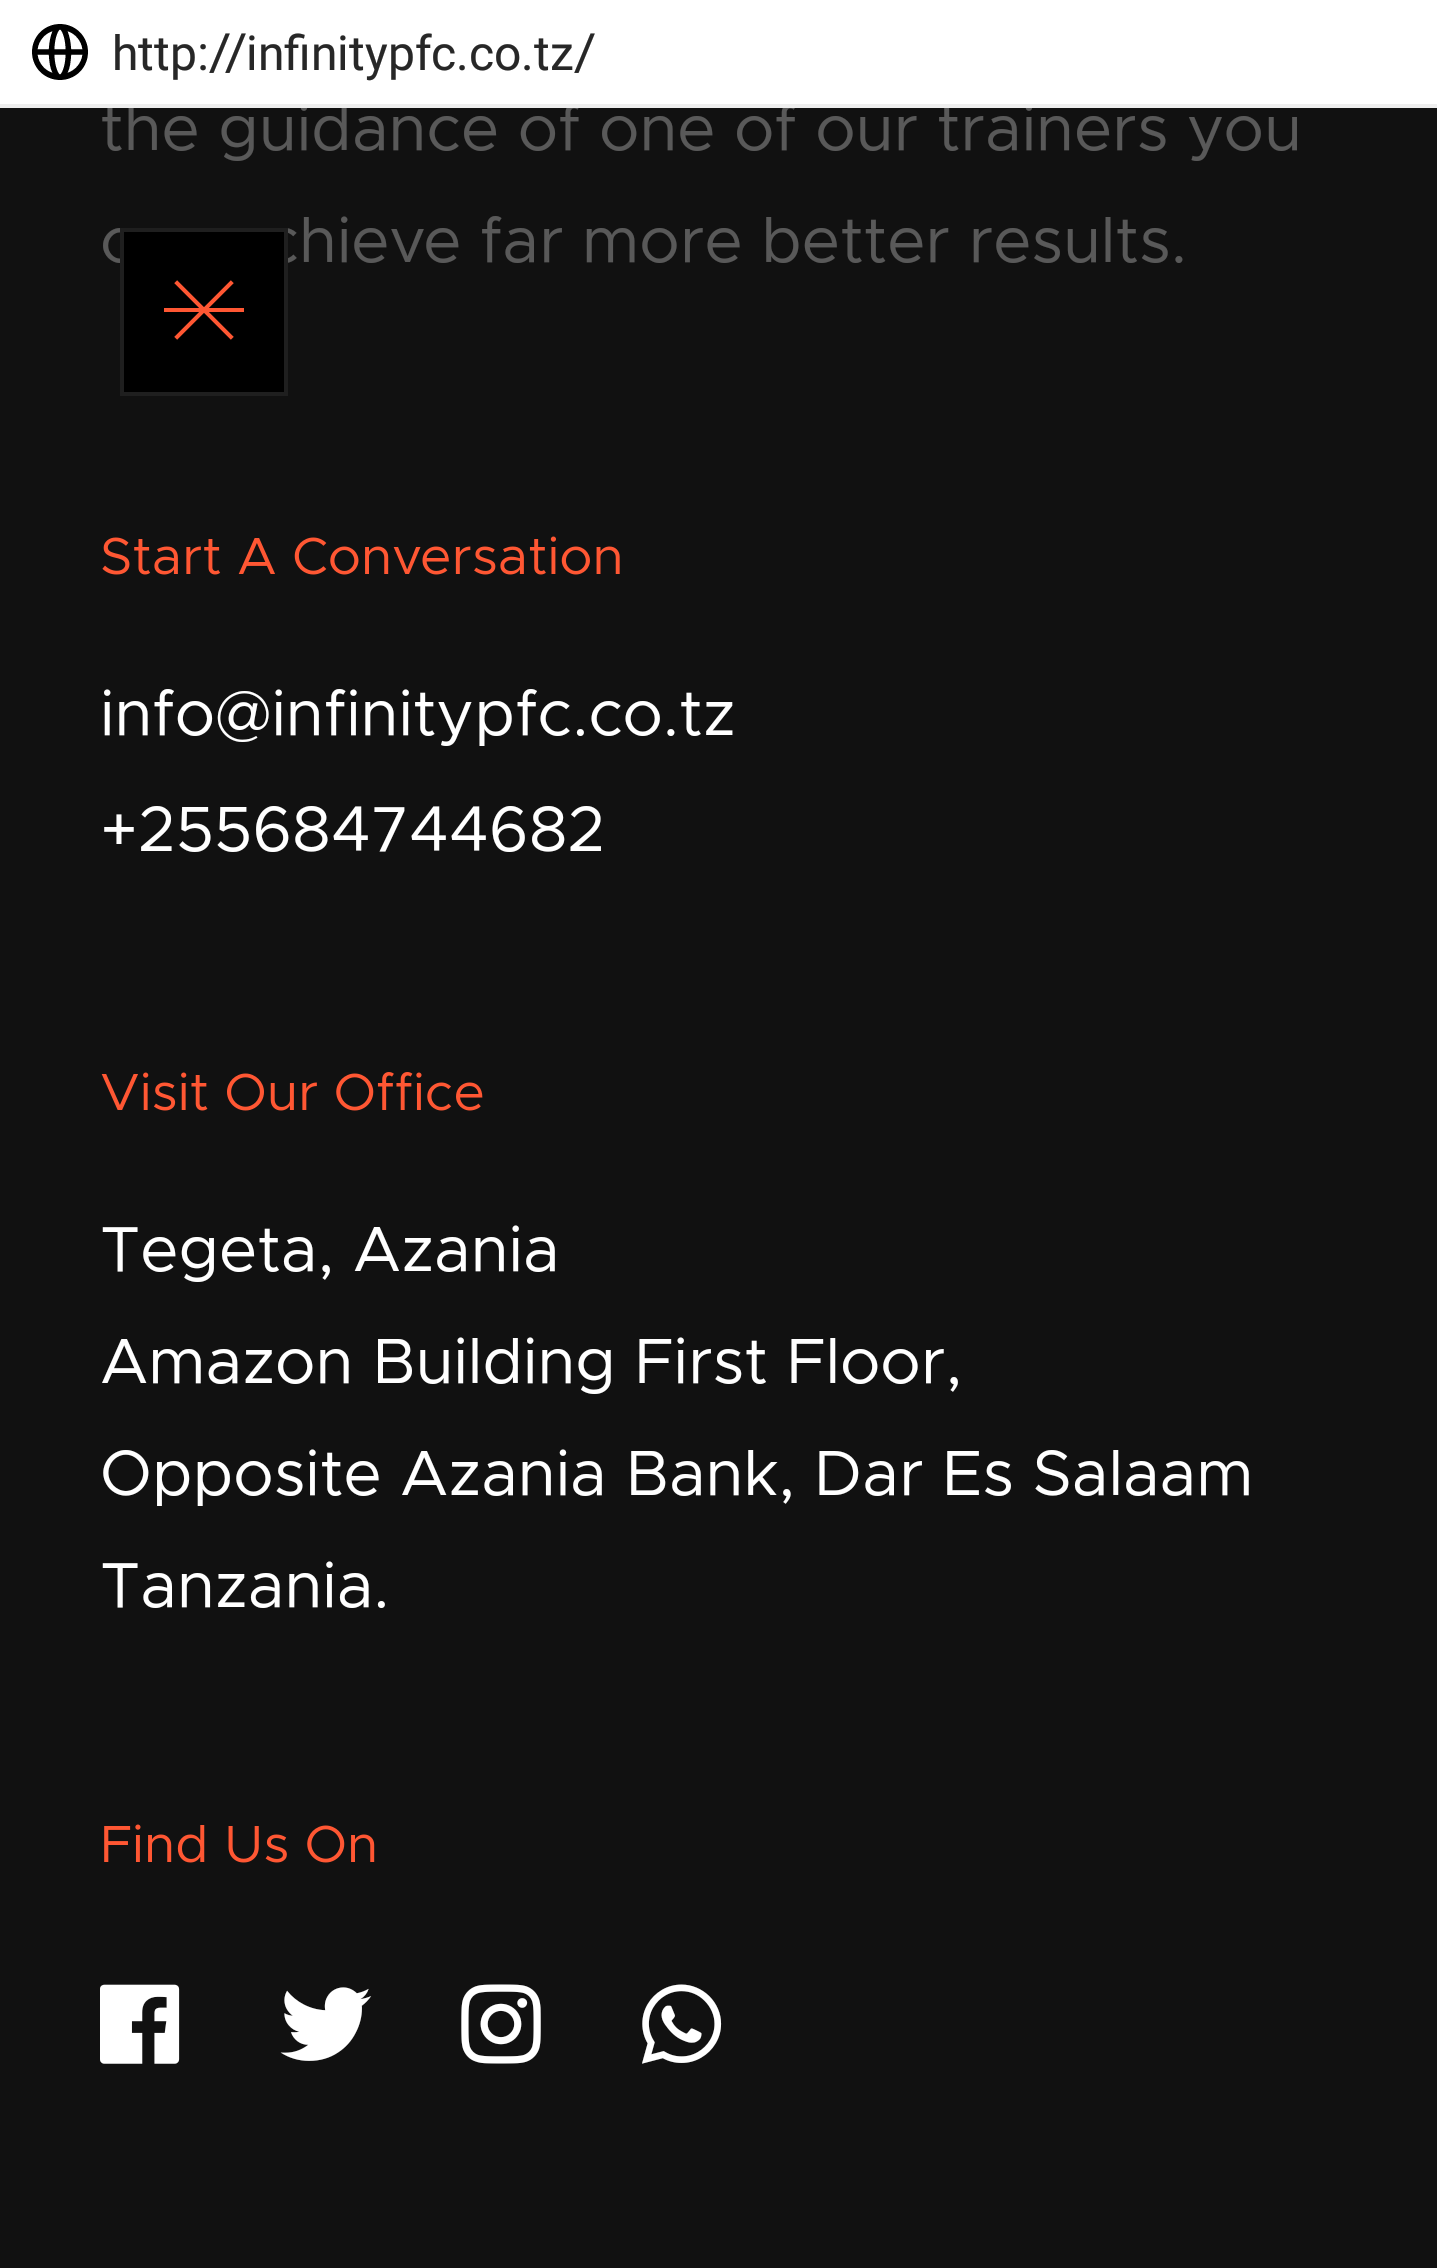 http://infinitypfc.co.tz/
the guidance of one of our trainers you
far more better results.
Start A Conversation
info@infinitypfc.co.tz
+255684744682
Visit Our Office
Tegeta, Azania
Amazon Building First Floor,
Opposite Azania Bank, Dar Es Salaam
Tanzania.
Find Us On